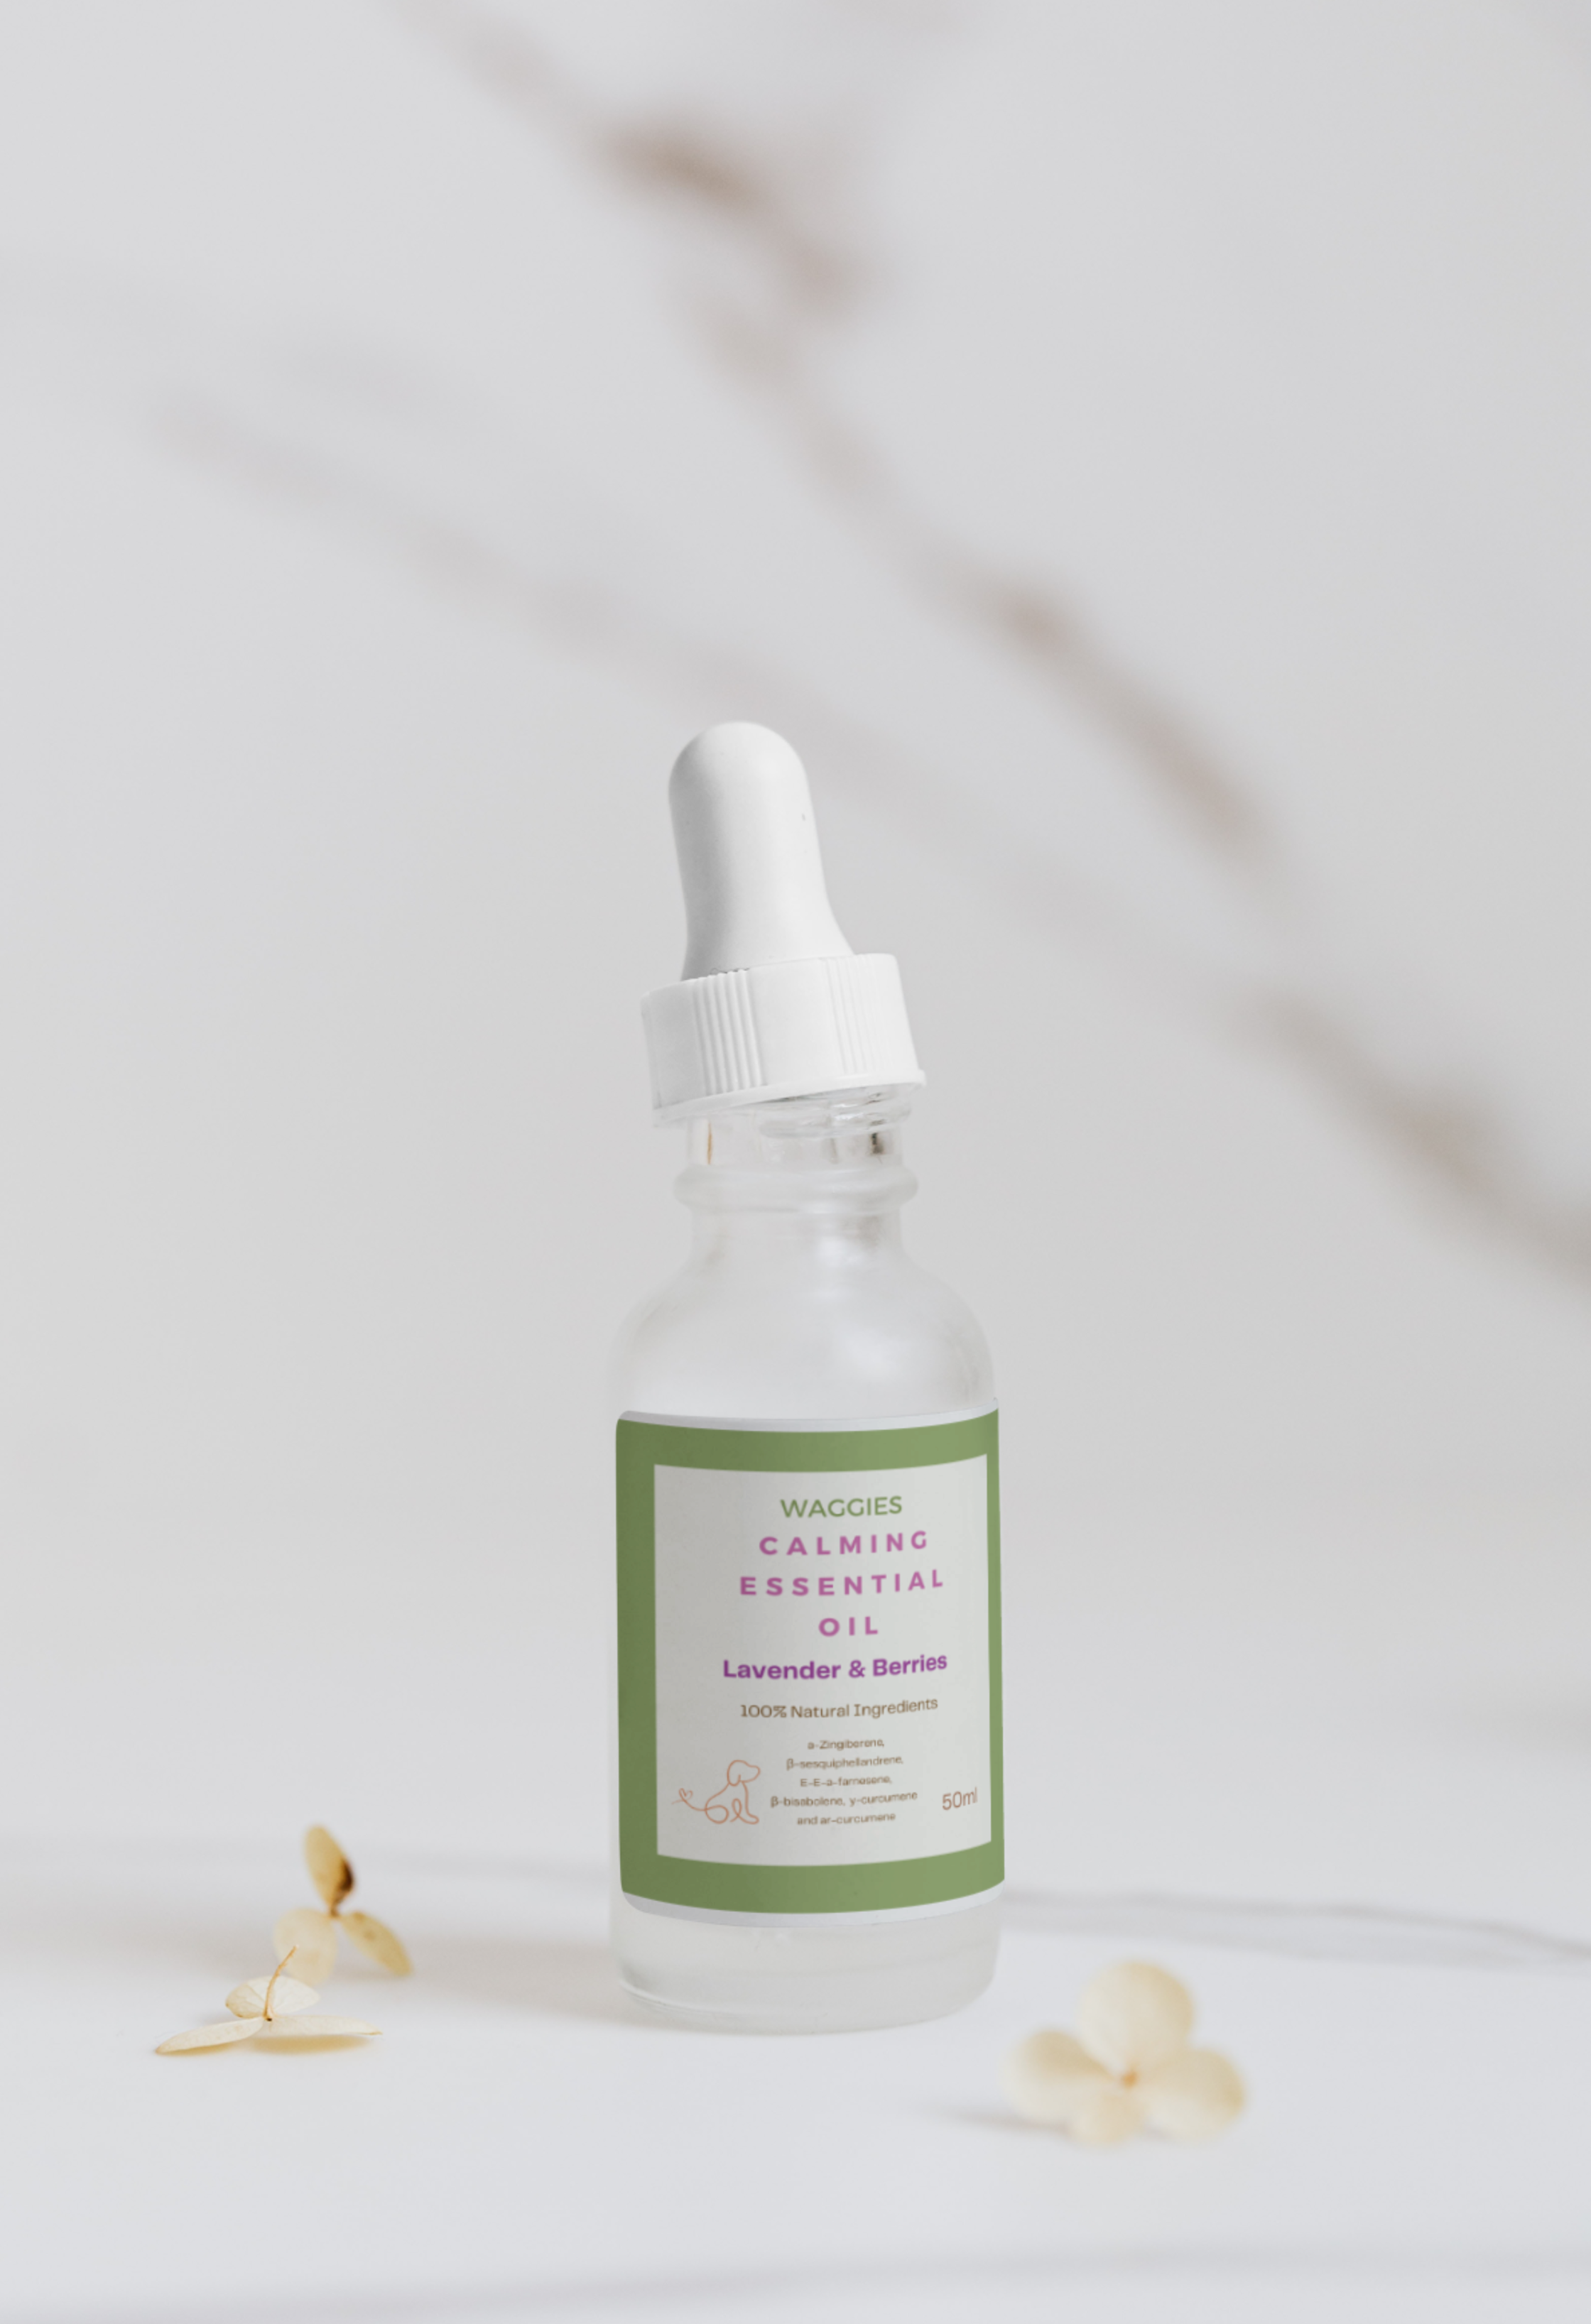 WAGGIES
CALMING
ESSENTIAL
OIL
Lavender & Berries
100% Natural Ingredients
a-Zingiberene,
β-sesquiphellandrene,
E-E-a-farnesene,
β-bisabolene, y-curcumene
and ar-curcumene
50ml